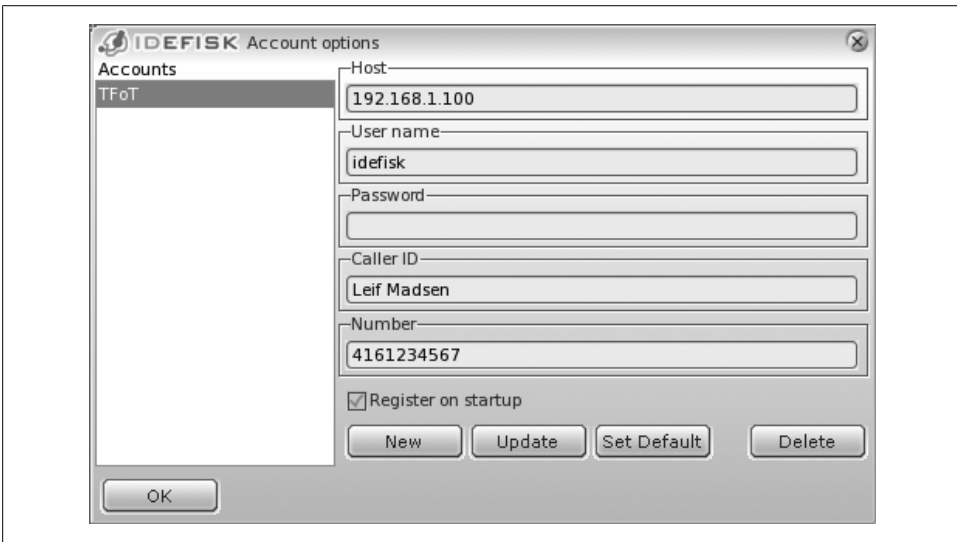 IDEFISK Account options
Accounts
TFoT
Host
192.168.1.100
User name
idefisk
Password
Caller ID
Leif Madsen
Number
4161234567
Register on startup
New Update Set Default Delete
OK